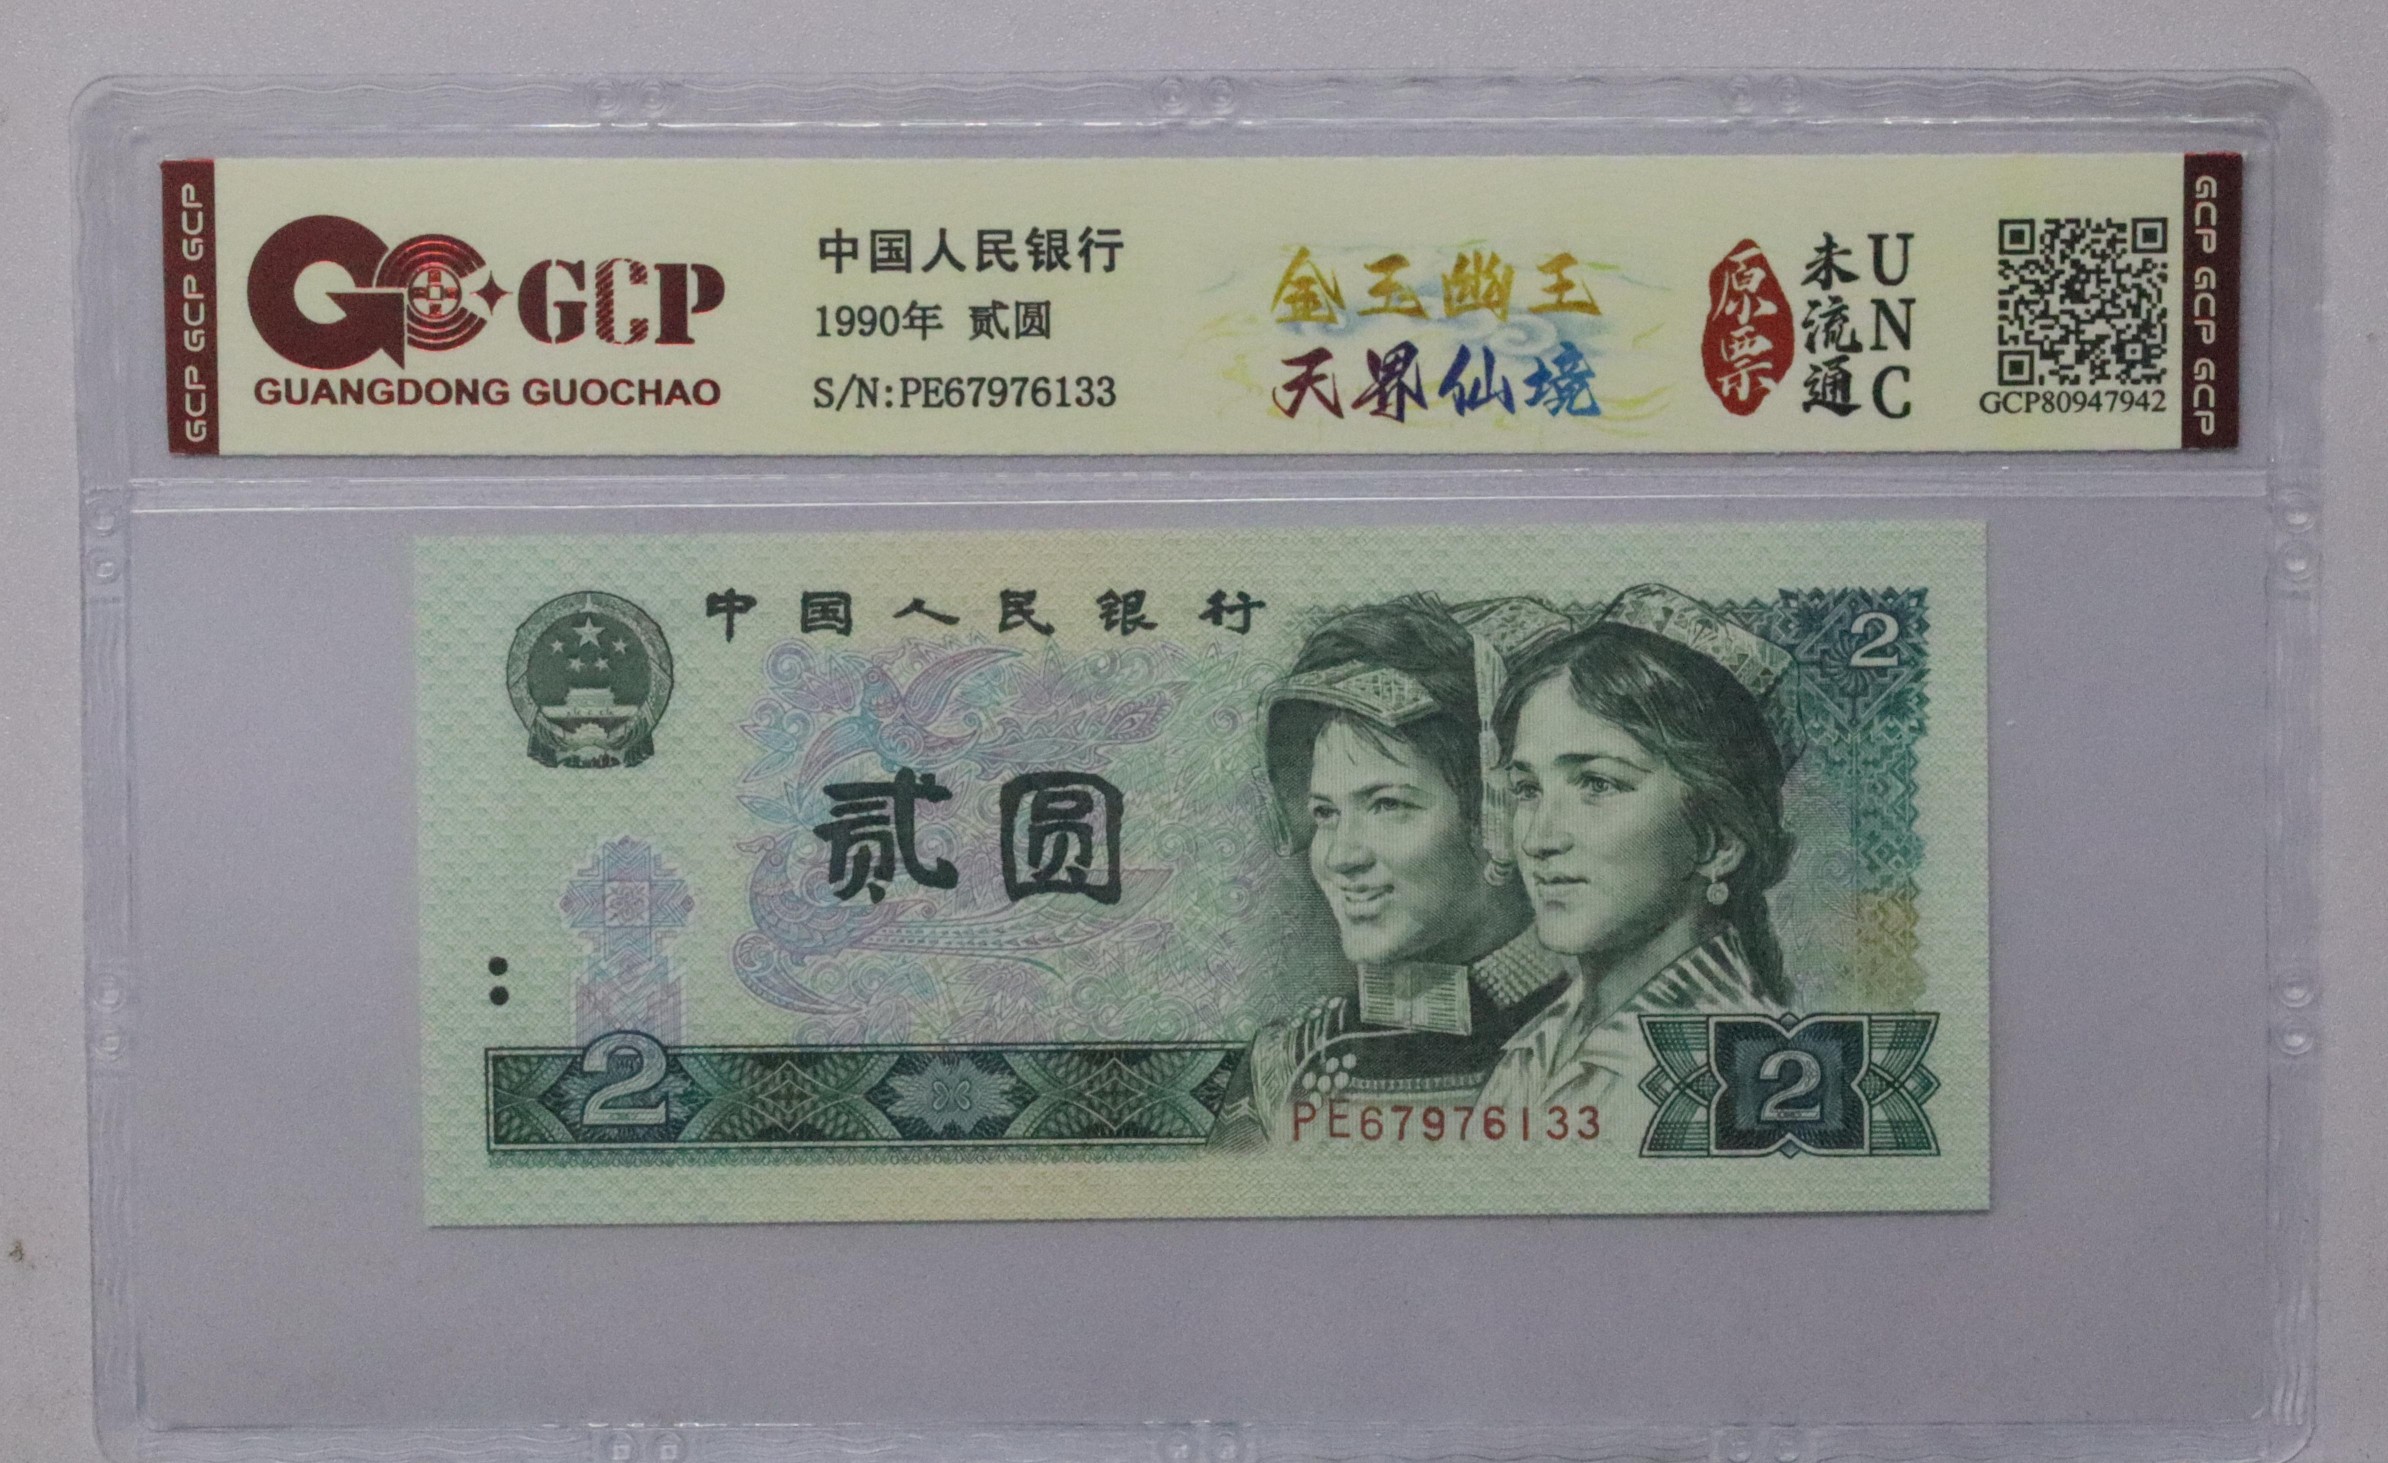 GCP GCP GCP
GCP
GUANGDONG GUOCHAO
中国人民银行
1990年 贰圆
S/N:PE67976133
金玉幽王
天界仙境
原票
未流通
UNC
GCP80947942
GCP GCP GCP
中国人民银行
2
贰圆
2
PE67976133
2